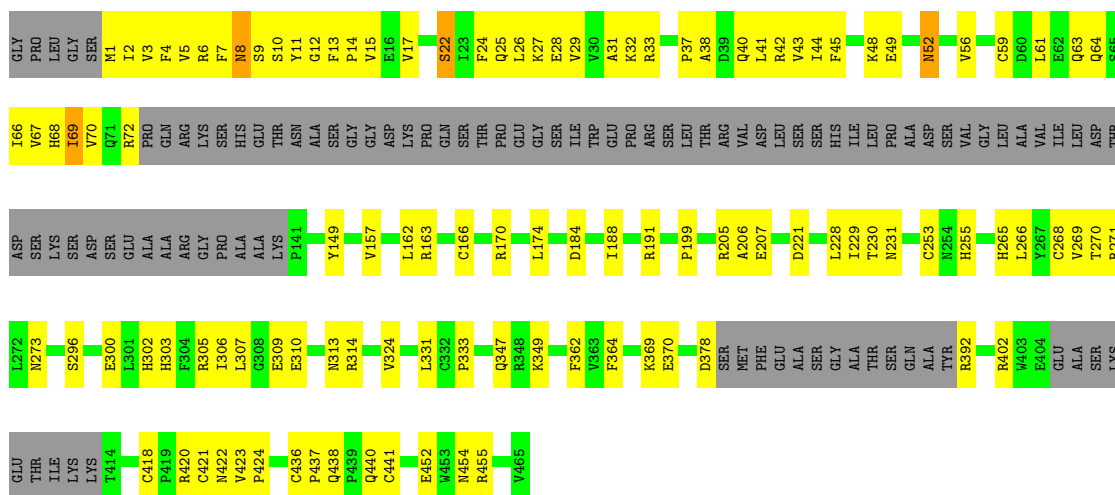 GLY PRO LEU GLY SER M1 I2 V3 F4 V5 R6 F7 N8 S9 S10 Y11 G12 F13 P14 V15 E16 V17 S22 I23 F24 Q25 L26 K27 E28 V29 V30 A31 K32 R33 P37 A38 D39 Q40 L41 R42 V43 I44 F45 K48 E49 N52 V56 C59 D60 L61 E62 Q63 Q64 S65
I66 V67 H68 I69 V70 Q71 R72 PRO GLN ARG LYS SER HIS GLU THR ASN ALA SER GLY GLY ASP LYS PRO GLN SER THR PRO GLU GLY SER ILE TRP GLU PRO ARG SER LEU THR ARG VAL ASP LEU SER SER HIS ILE LEU PRO ALA ASP SER VAL GLY LEU ALA VAL ILE LEU ASP THR
ASP SER LYS SER ASP SER GLU ALA ALA ARG GLY PRO ALA ALA LYS P141 Y149 V157 L162 R163 C166 R170 L174 D184 I188 R191 P199 R205 A206 E207 D221 L228 I229 T230 N231 C253 N254 H255 H265 L266 Y267 C268 V269 T270 R271
L272 N273 S296 E300 L301 H302 H303 F304 R305 I306 L307 G308 E309 E310 N313 R314 V324 L331 C332 P333 Q347 R348 K349 F362 V363 F364 K369 E370 D378 SER MET PHE GLU ALA SER GLY ALA THR SER GLN ALA TYR R392 R402 W403 E404 GLU ALA SER LYS
GLU THR ILE LYS LYS T414 C418 P419 R420 C421 N422 V423 P424 C436 P437 Q438 P439 Q440 C441 E452 W453 N454 R455 V465